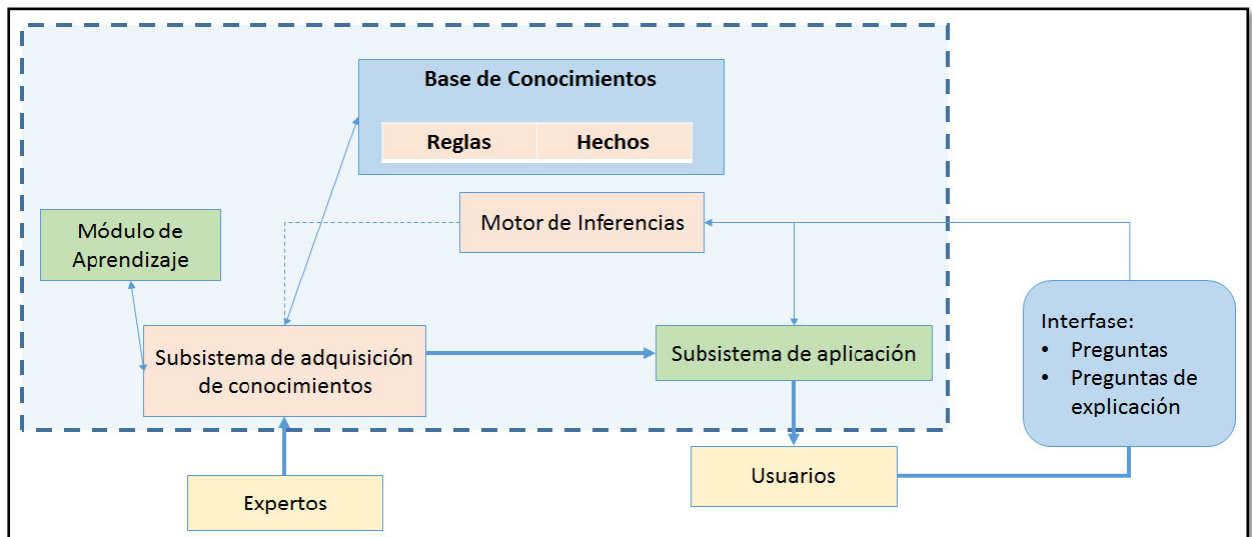 Base de Conocimientos
Reglas
Hechos
Motor de Inferencias
Módulo de
Aprendizaje
Subsistema de adquisición
de conocimientos
Subsistema de aplicación
Interfase:
• Preguntas
• Preguntas de
explicación
Usuarios
Expertos